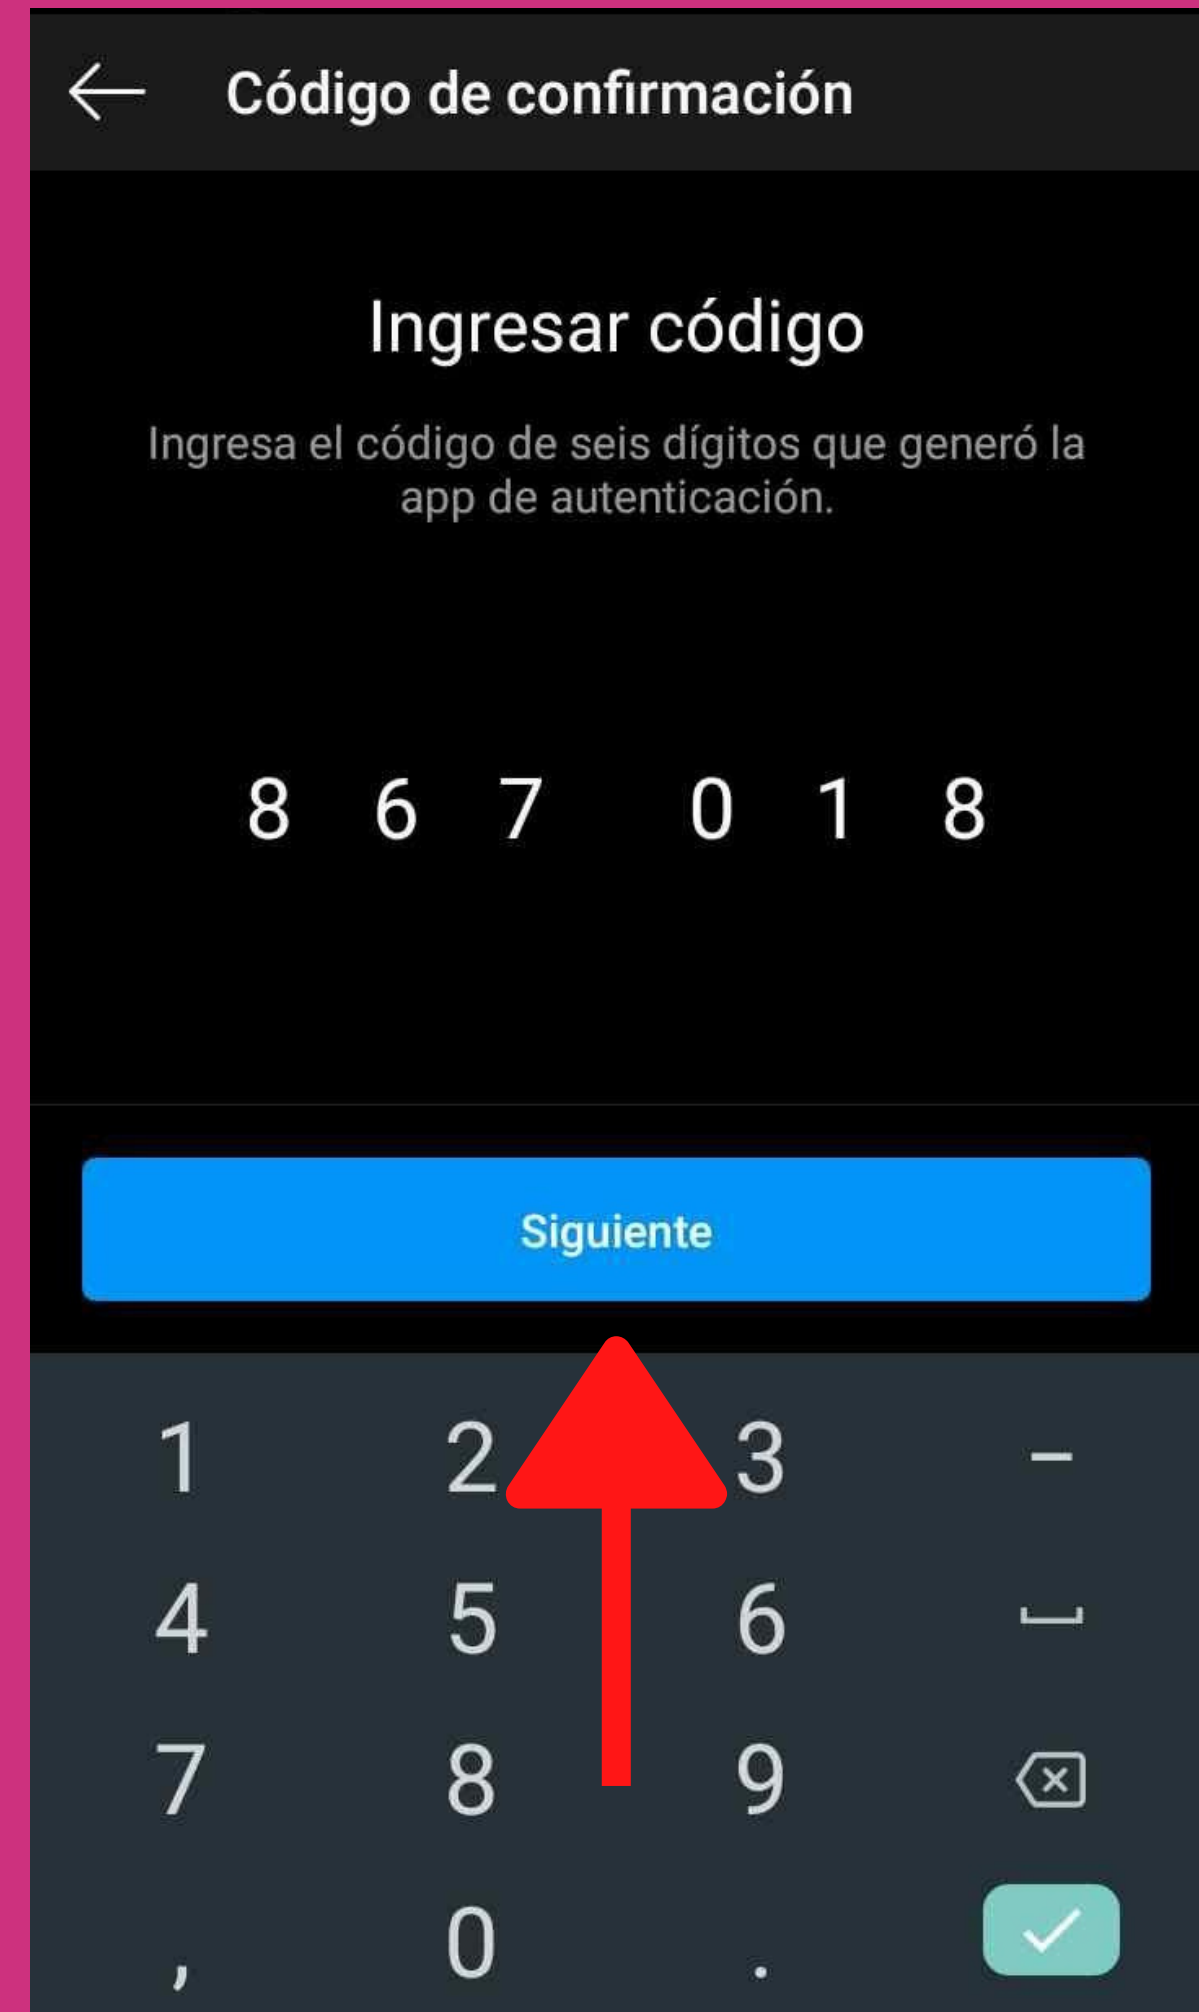 Código de confirmación
Ingresar código
Ingresa el código de seis dígitos que generó la
app de autenticación.
8 6 7 0 1 8
Siguiente
1 2 3 –
4 5 6
7 8 9
, 0 .